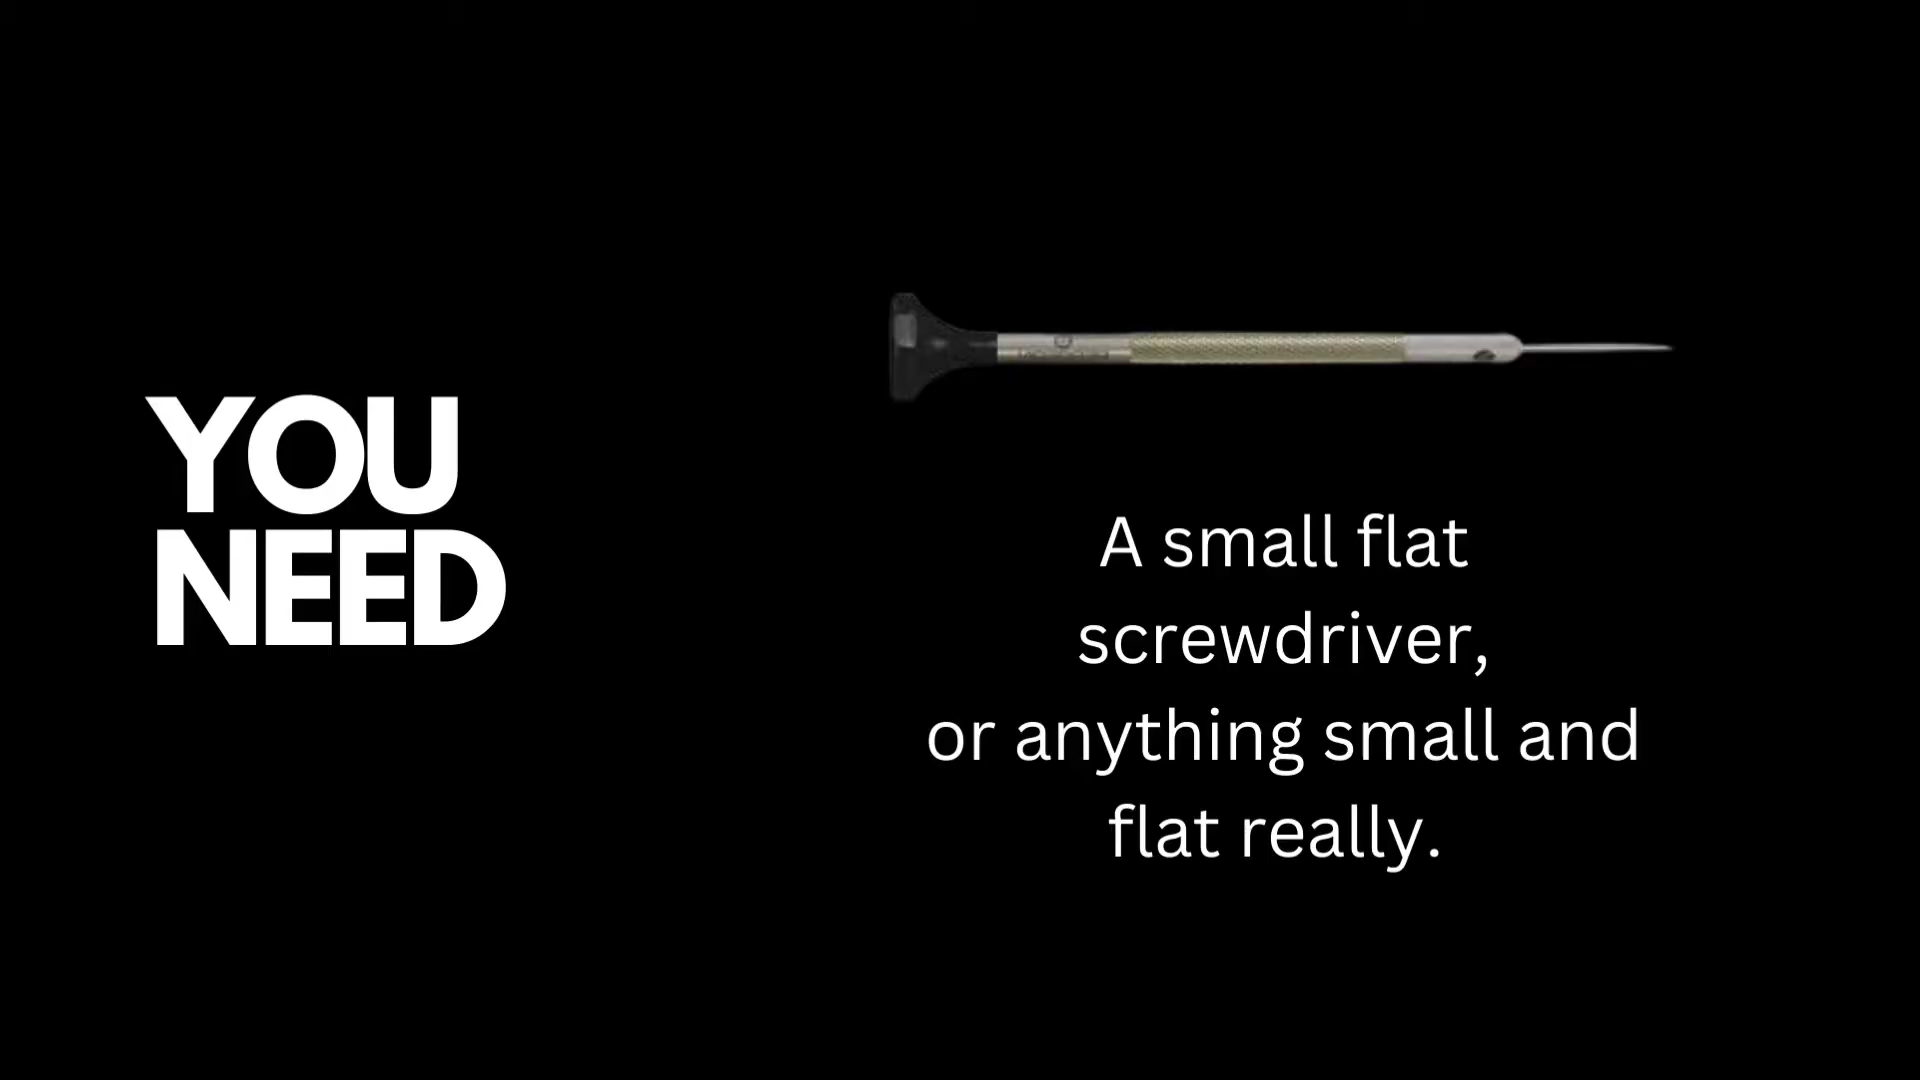 YOU
NEED
A small flat
screwdriver,
or anything small and
flat really.